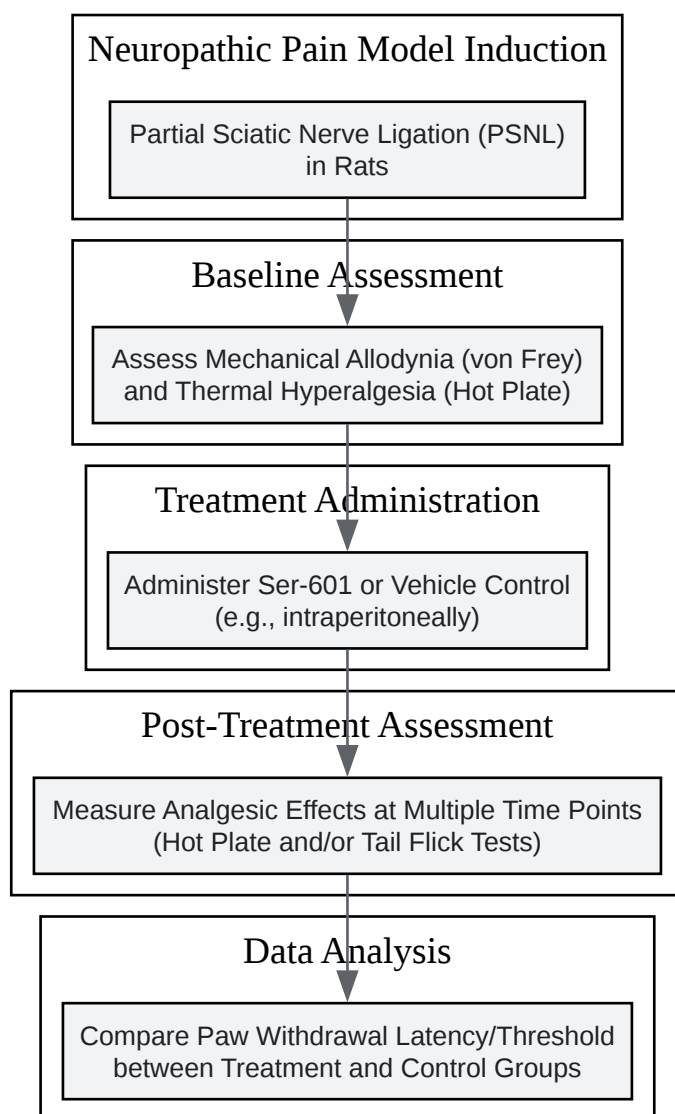 Neuropathic Pain Model Induction
Partial Sciatic Nerve Ligation (PSNL)
in Rats
Baseline Assessment
Assess Mechanical Allodynia (von Frey)
and Thermal Hyperalgesia (Hot Plate)
Treatment Administration
Administer Ser-601 or Vehicle Control
(e.g., intraperitoneally)
Post-Treatment Assessment
Measure Analgesic Effects at Multiple Time Points
(Hot Plate and/or Tail Flick Tests)
Data Analysis
Compare Paw Withdrawal Latency/Threshold
between Treatment and Control Groups